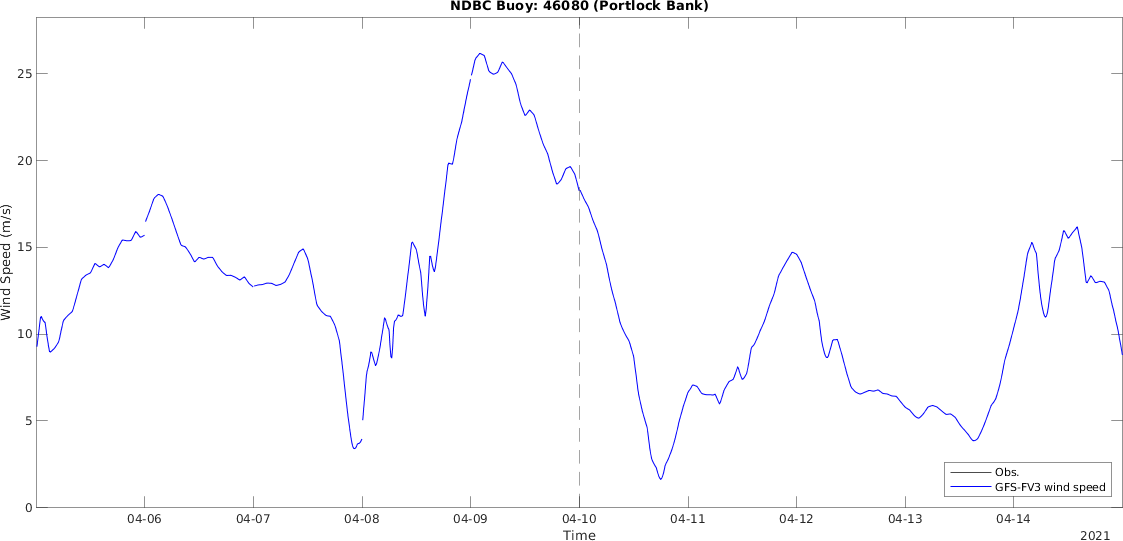 NDBC Buoy: 46080 (Portlock Bank)
Wind Speed (m/s)
25
20
15
10
5
0
04-06 04-07 04-08 04-09 04-10 04-11 04-12 04-13 04-14
Time
2021
Obs.
GFS-FV3 wind speed